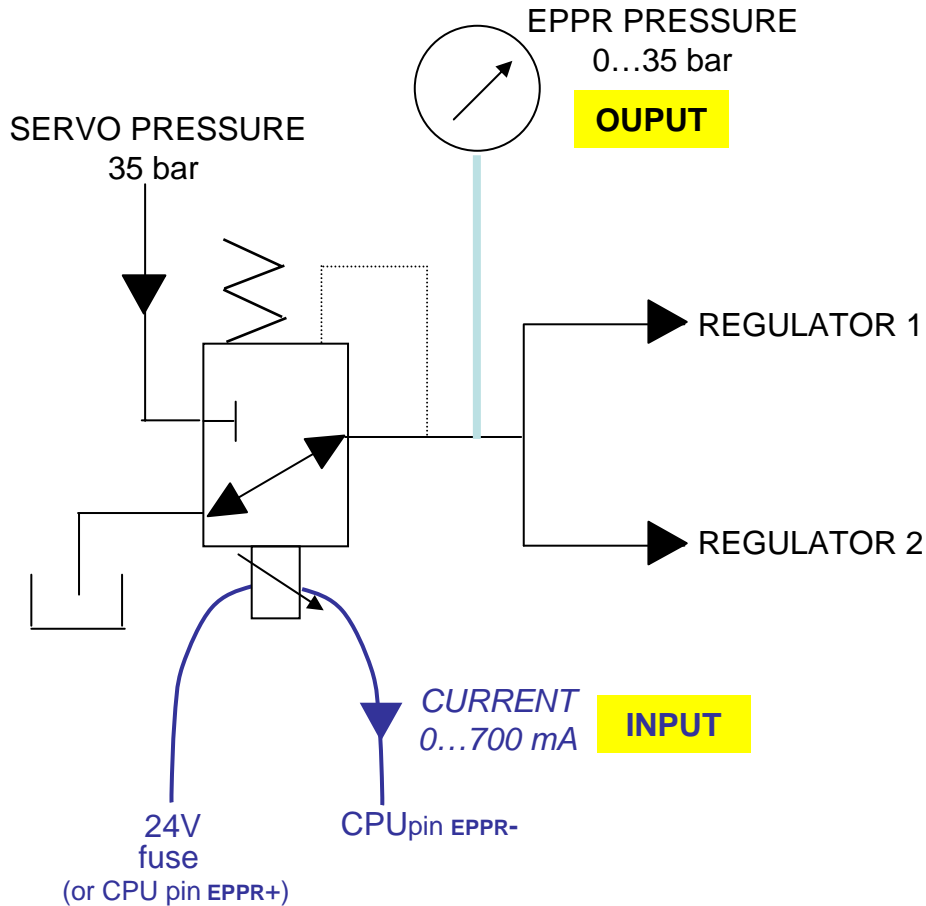 EPPR PRESSURE
0…35 bar
OUPUT
SERVO PRESSURE
35 bar
REGULATOR 1
REGULATOR 2
CURRENT
0…700 mA
INPUT
24V
fuse
(or CPU pin EPPR+)
CPUpin EPPR-